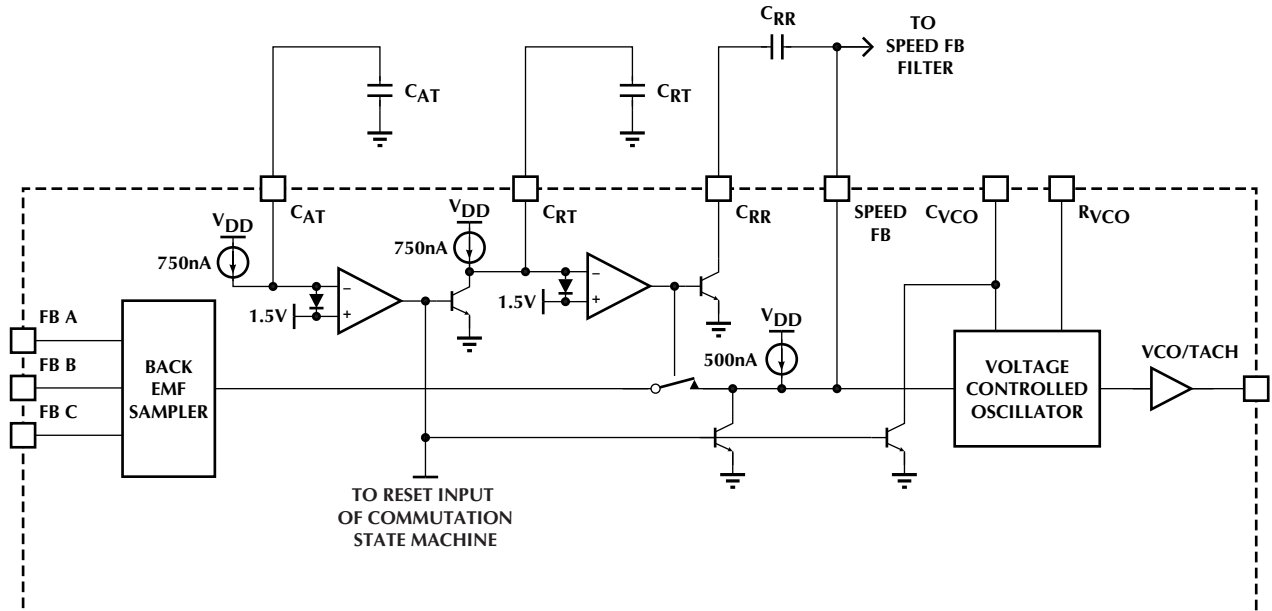 C_RR
TO
SPEED FB
FILTER
C_AT
C_RT
C_AT
C_RT
C_RR
SPEED
FB
C_VCO
R_VCO
V_DD
750nA
V_DD
750nA
–
+
1.5V
–
+
1.5V
V_DD
500nA
FB A
FB B
FB C
BACK
EMF
SAMPLER
VOLTAGE
CONTROLLED
OSCILLATOR
VCO/TACH
TO RESET INPUT
OF COMMUTATION
STATE MACHINE